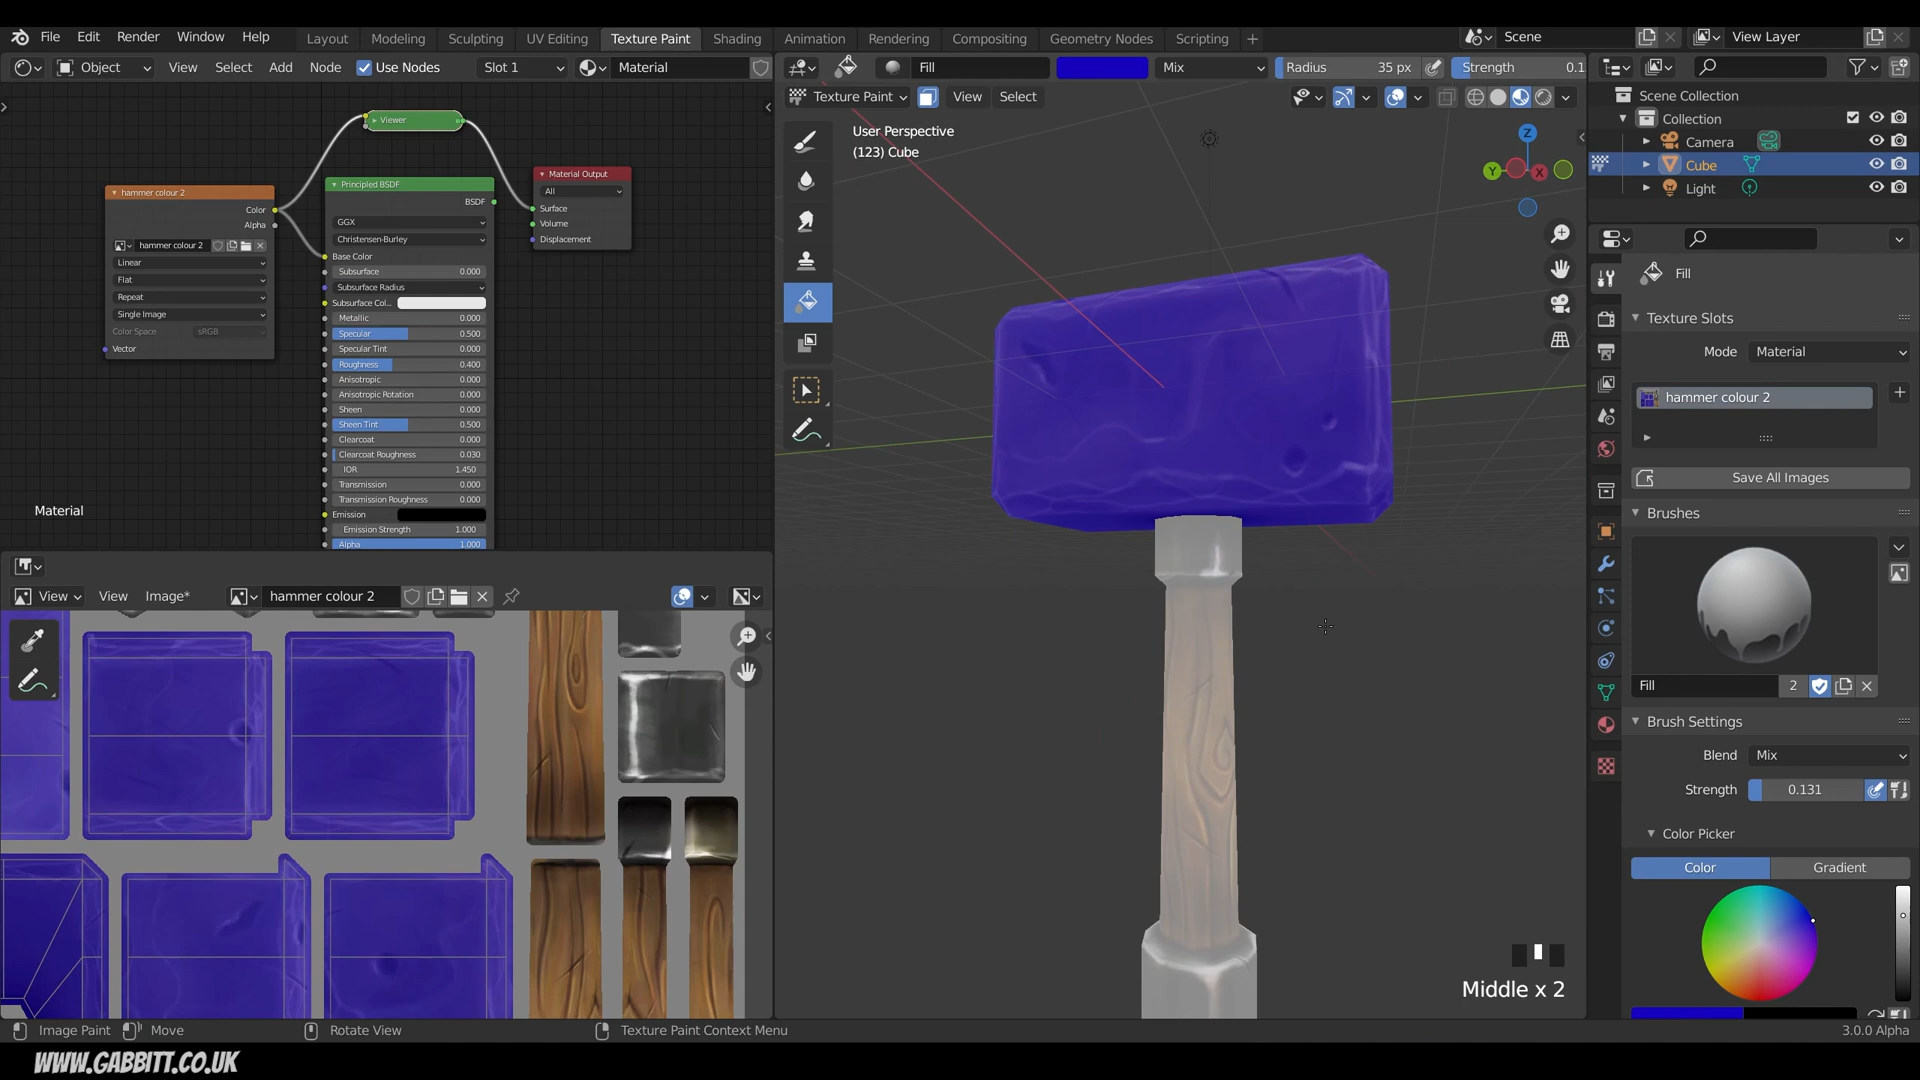 File Edit Render Window Help Layout Modeling Sculpting UV Editing Texture Paint Shading Animation Rendering Compositing Geometry Nodes Scripting + Scene View Layer
Object View Select Add Node Use Nodes Slot 1 Material
Fill Mix Radius 35 px Strength 0.1
Texture Paint View Select
User Perspective
(123) Cube
Z
Y
X
Viewer
hammer colour 2
Color
Alpha
hammer colour 2
Linear
Flat
Repeat
Single Image
Color Space sRGB
Vector
Principled BSDF
BSDF
GGX
Christensen-Burley
Base Color
Subsurface 0.000
Subsurface Radius
Subsurface Col...
Metallic 0.000
Specular 0.500
Specular Tint 0.000
Roughness 0.400
Anisotropic 0.000
Anisotropic Rotation 0.000
Sheen 0.000
Sheen Tint 0.500
Clearcoat 0.000
Clearcoat Roughness 0.030
IOR 1.450
Transmission 0.000
Transmission Roughness 0.000
Emission
Emission Strength 1.000
Alpha 1.000
Material Output
All
Surface
Volume
Displacement
Material
View View Image* hammer colour 2
Scene Collection
Collection
Camera
Cube
Light
Fill
Texture Slots
Mode Material
hammer colour 2
Save All Images
Brushes
Fill 2
Brush Settings
Blend Mix
Strength 0.131
Color Picker
Color Gradient
Middle x 2
Image Paint Move Rotate View Texture Paint Context Menu 3.0.0 Alpha
WWW.GABBITT.CO.UK